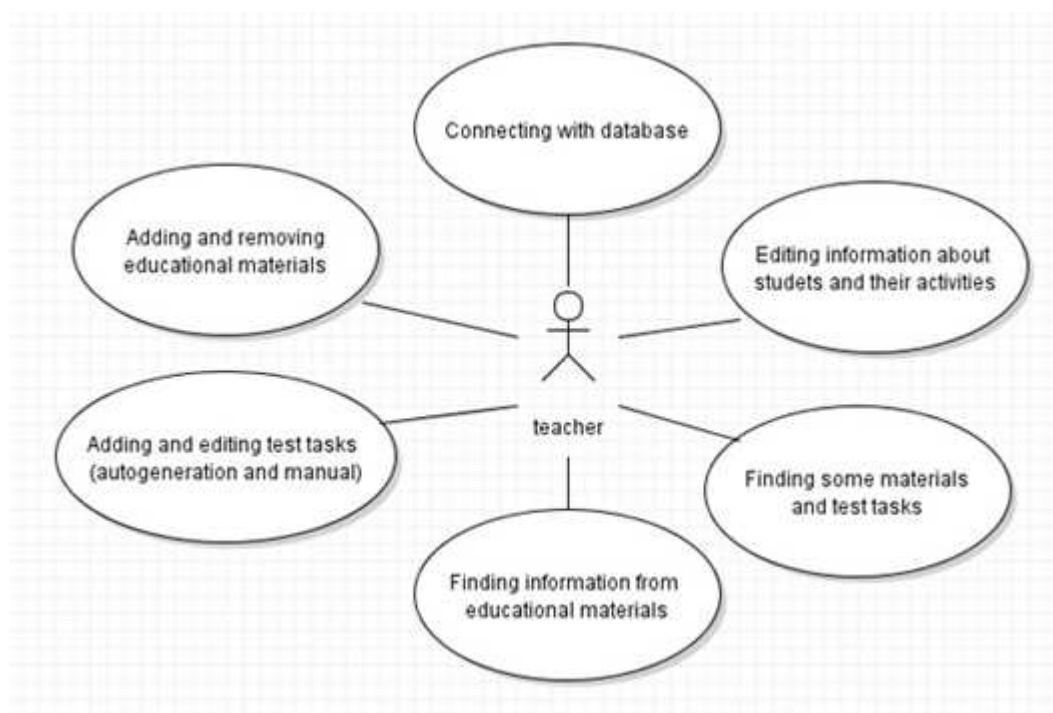 Connecting with database
Adding and removing
educational materials
Editing information about
studets and their activities
teacher
Adding and editing test tasks
(autogeneration and manual)
Finding some materials
and test tasks
Finding information from
educational materials